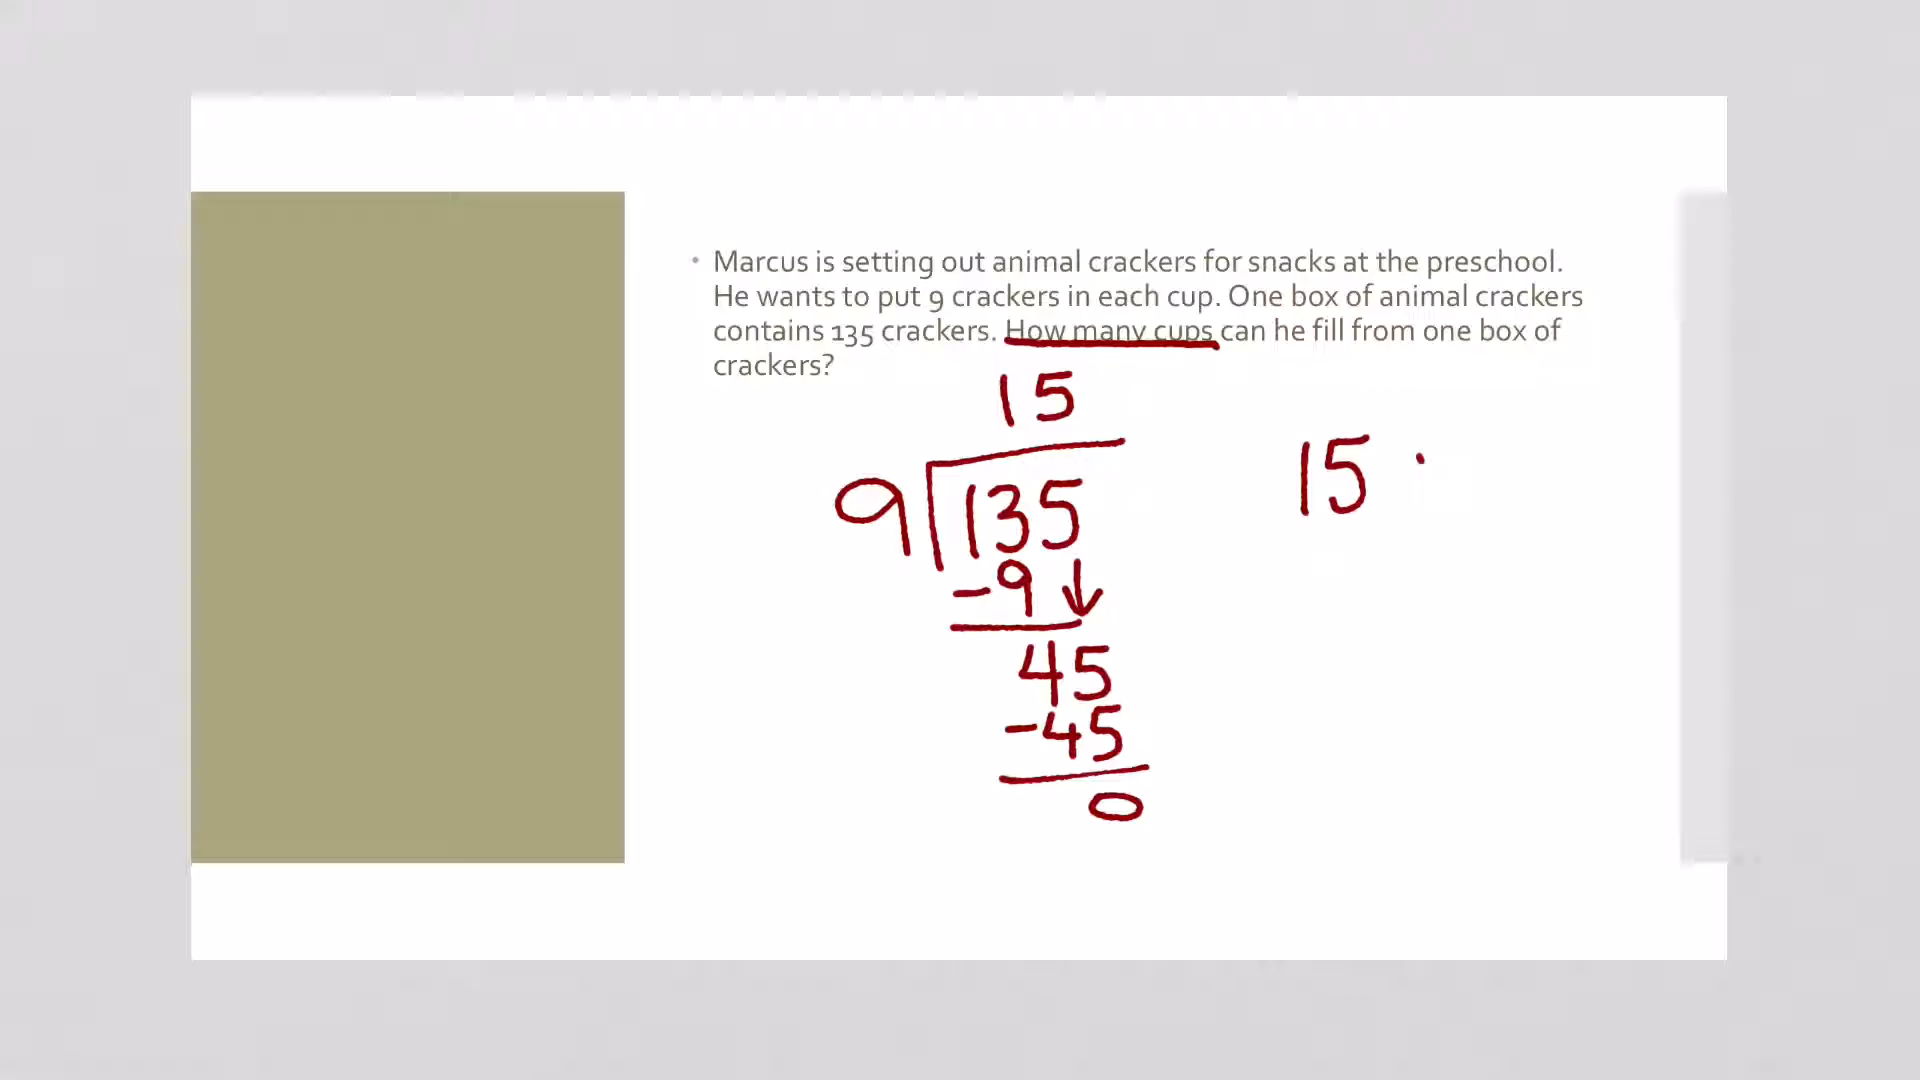 • Marcus is setting out animal crackers for snacks at the preschool.
He wants to put 9 crackers in each cup. One box of animal crackers
contains 135 crackers. How many cups can he fill from one box of
crackers?
15
9 135
15
-9 ↓
45
-45
0